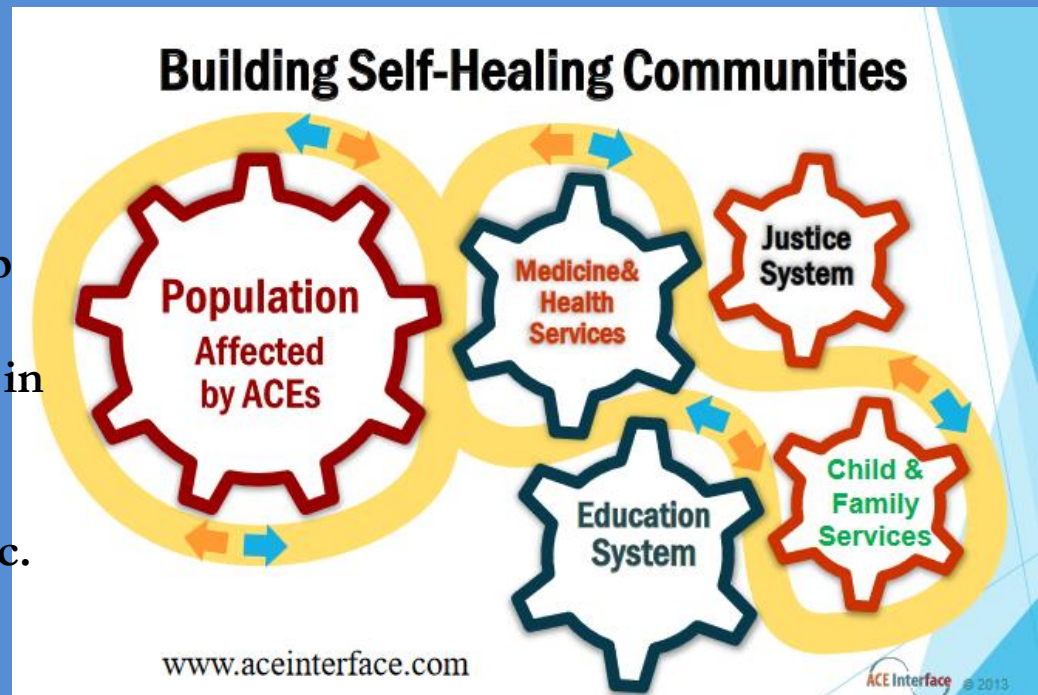 Building Self-Healing Communities
in
c.
Population
Affected
by ACEs
Medicine&
Health
Services
Justice
System
Education
System
Child &
Family
Services
www.aceinterface.com
ACE Interface @ 2013